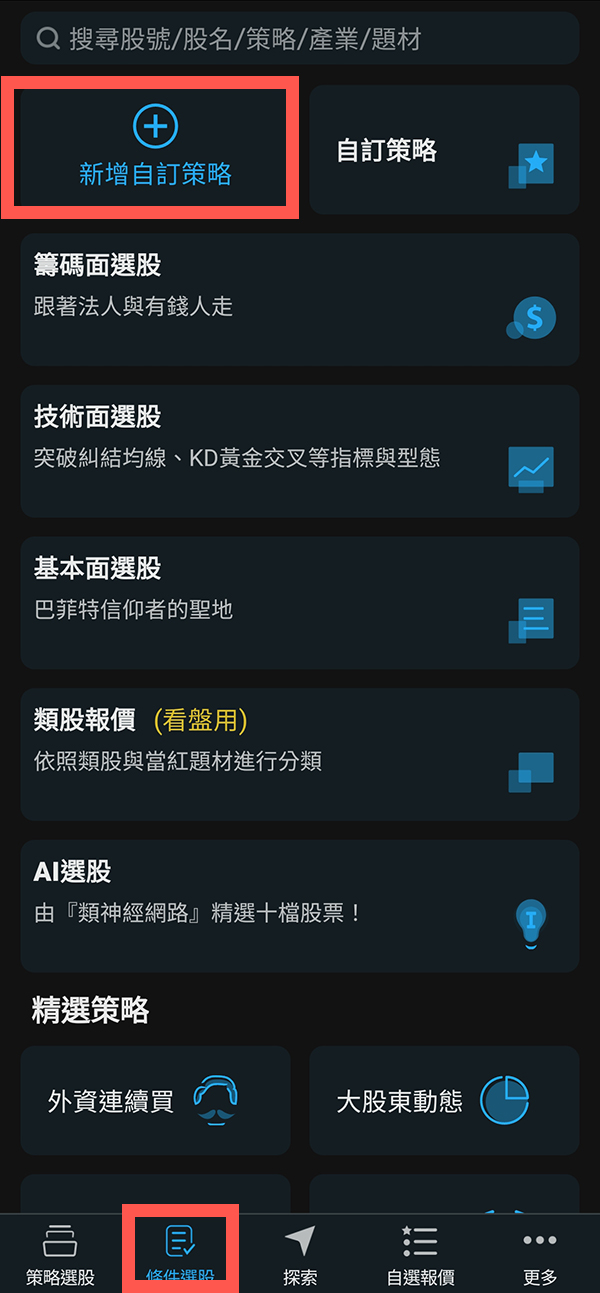 搜尋股號/股名/策略/產業/題材
新增自訂策略
自訂策略
籌碼面選股
跟著法人與有錢人走
$
技術面選股
突破糾結均線、KD黃金交叉等指標與型態
基本面選股
巴菲特信仰者的聖地
類股報價 (看盤用)
依照類股與當紅題材進行分類
AI選股
由『類神經網路』精選十檔股票！
精選策略
外資連續買
大股東動態
策略選股
條件選股
探索
自選報價
更多